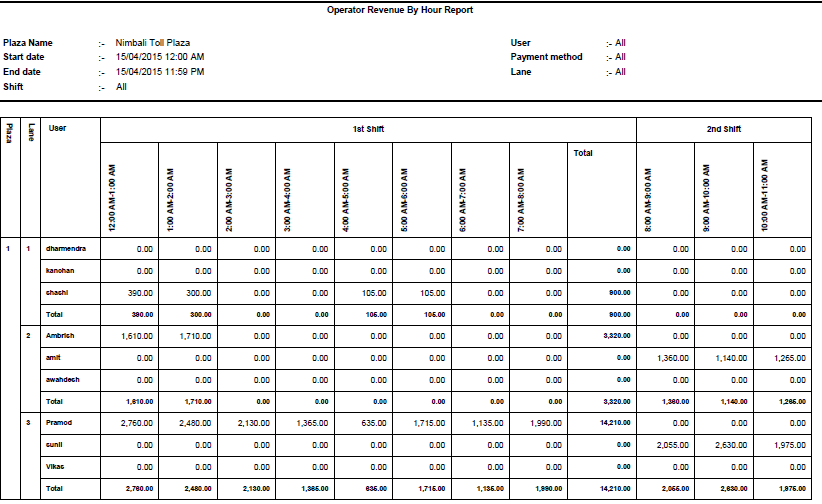 Operator Revenue By Hour Report
Plaza Name :- Nimbali Toll Plaza User :- All
Start date :- 15/04/2015 12:00 AM Payment method :- All
End date :- 15/04/2015 11:59 PM Lane :- All
Shift :- All
Plaza Lane User 1st Shift 2nd Shift
12:00 AM-1:00 AM 1:00 AM-2:00 AM 2:00 AM-3:00 AM 3:00 AM-4:00 AM 4:00 AM-5:00 AM 5:00 AM-6:00 AM 6:00 AM-7:00 AM 7:00 AM-8:00 AM Total 8:00 AM-9:00 AM 9:00 AM-10:00 AM 10:00 AM-11:00 AM
1 1 dharmendra 0.00 0.00 0.00 0.00 0.00 0.00 0.00 0.00 0.00 0.00 0.00 0.00
kanchan 0.00 0.00 0.00 0.00 0.00 0.00 0.00 0.00 0.00 0.00 0.00 0.00
shashi 390.00 300.00 0.00 0.00 105.00 105.00 0.00 0.00 900.00 0.00 0.00 0.00
Total 390.00 300.00 0.00 0.00 105.00 105.00 0.00 0.00 900.00 0.00 0.00 0.00
2 Ambrish 1,610.00 1,710.00 0.00 0.00 0.00 0.00 0.00 0.00 3,320.00 0.00 0.00 0.00
amit 0.00 0.00 0.00 0.00 0.00 0.00 0.00 0.00 0.00 1,360.00 1,140.00 1,265.00
awahdesh 0.00 0.00 0.00 0.00 0.00 0.00 0.00 0.00 0.00 0.00 0.00 0.00
Total 1,610.00 1,710.00 0.00 0.00 0.00 0.00 0.00 0.00 3,320.00 1,360.00 1,140.00 1,265.00
3 Pramod 2,760.00 2,480.00 2,130.00 1,365.00 635.00 1,715.00 1,135.00 1,990.00 14,210.00 0.00 0.00 0.00
sunil 0.00 0.00 0.00 0.00 0.00 0.00 0.00 0.00 0.00 2,055.00 2,630.00 1,975.00
Vikas 0.00 0.00 0.00 0.00 0.00 0.00 0.00 0.00 0.00 0.00 0.00 0.00
Total 2,760.00 2,480.00 2,130.00 1,365.00 635.00 1,715.00 1,135.00 1,990.00 14,210.00 2,055.00 2,630.00 1,975.00